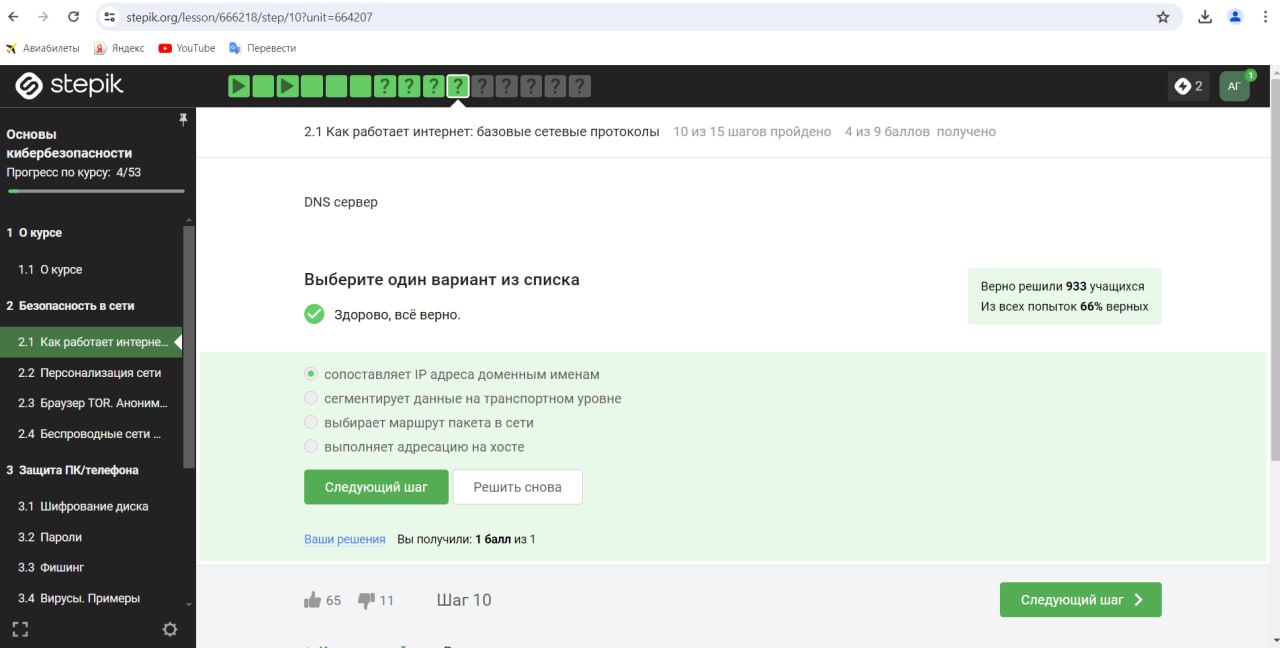 stepik.org/lesson/666218/step/10?unit=664207
Авиабилеты Яндекс YouTube Перевести
stepik
2 АГ 1
Основы
кибербезопасности
Прогресс по курсу: 4/53
1 О курсе
1.1 О курсе
2 Безопасность в сети
2.1 Как работает интерне...
2.2 Персонализация сети
2.3 Браузер TOR. Аноним...
2.4 Беспроводные сети ...
3 Защита ПК/телефона
3.1 Шифрование диска
3.2 Пароли
3.3 Фишинг
3.4 Вирусы. Примеры
2.1 Как работает интернет: базовые сетевые протоколы 10 из 15 шагов пройдено 4 из 9 баллов получено
DNS сервер
Выберите один вариант из списка
Здорово, всё верно.
Верно решили 933 учащихся
Из всех попыток 66% верных
сопоставляет IP адреса доменным именам
сегментирует данные на транспортном уровне
выбирает маршрут пакета в сети
выполняет адресацию на хосте
Следующий шаг Решить снова
Ваши решения Вы получили: 1 балл из 1
65 11 Шаг 10 Следующий шаг